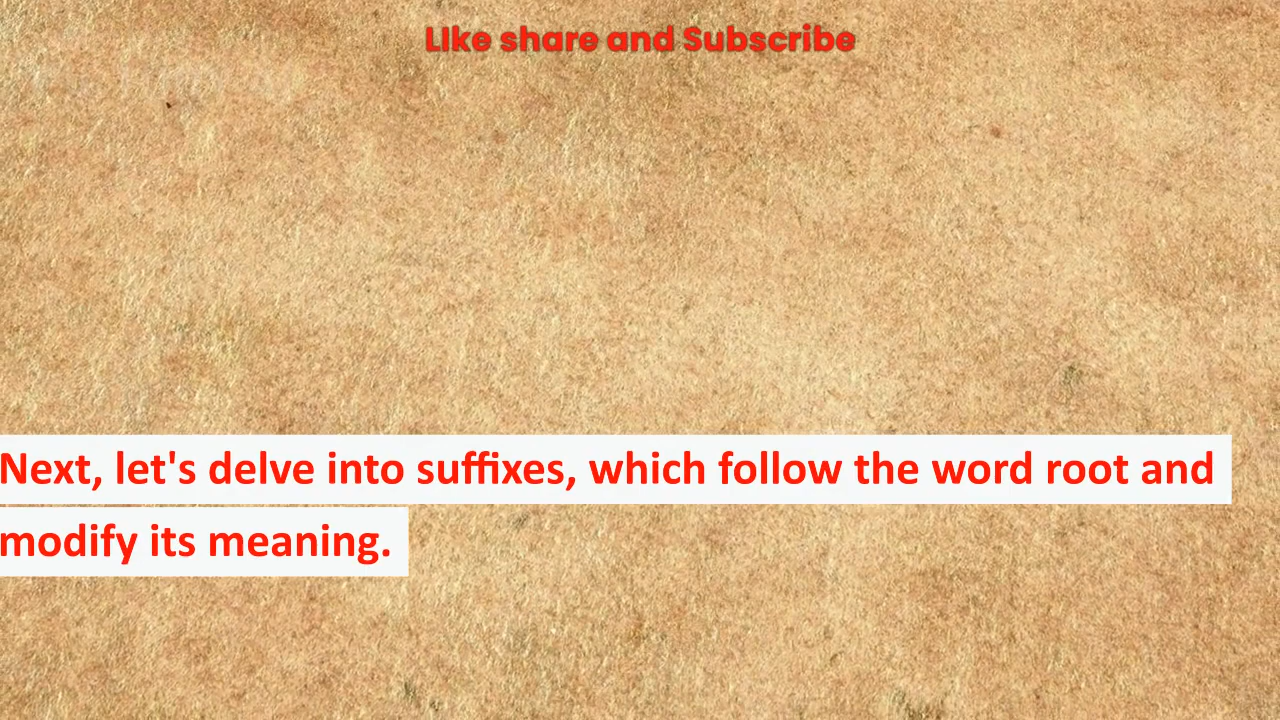 LIke share and Subscribe
Next, let's delve into suffixes, which follow the word root and
modify its meaning.